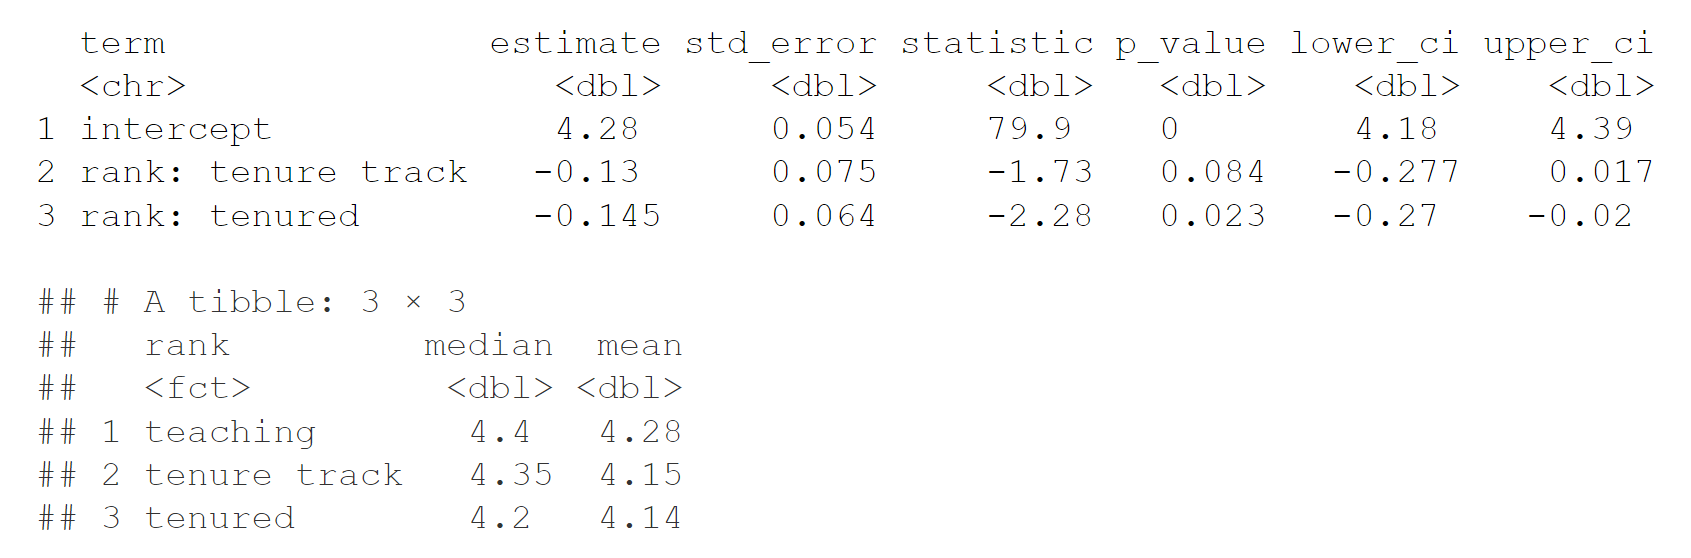 term estimate std_error statistic p_value lower_ci upper_ci
<chr> <dbl> <dbl> <dbl> <dbl> <dbl> <dbl>
1 intercept 4.28 0.054 79.9 0 4.18 4.39
2 rank: tenure track -0.13 0.075 -1.73 0.084 -0.277 0.017
3 rank: tenured -0.145 0.064 -2.28 0.023 -0.27 -0.02
## # A tibble: 3 × 3
## rank median mean
## <fct> <dbl> <dbl>
## 1 teaching 4.4 4.28
## 2 tenure track 4.35 4.15
## 3 tenured 4.2 4.14